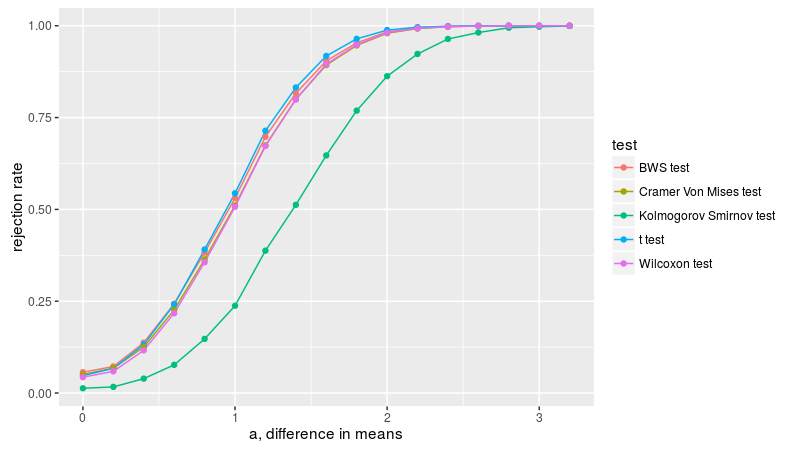 1.00
0.75
0.50
0.25
0.00
rejection rate
0
1
2
3
a, difference in means
test
BWS test
Cramer Von Mises test
Kolmogorov Smirnov test
t test
Wilcoxon test